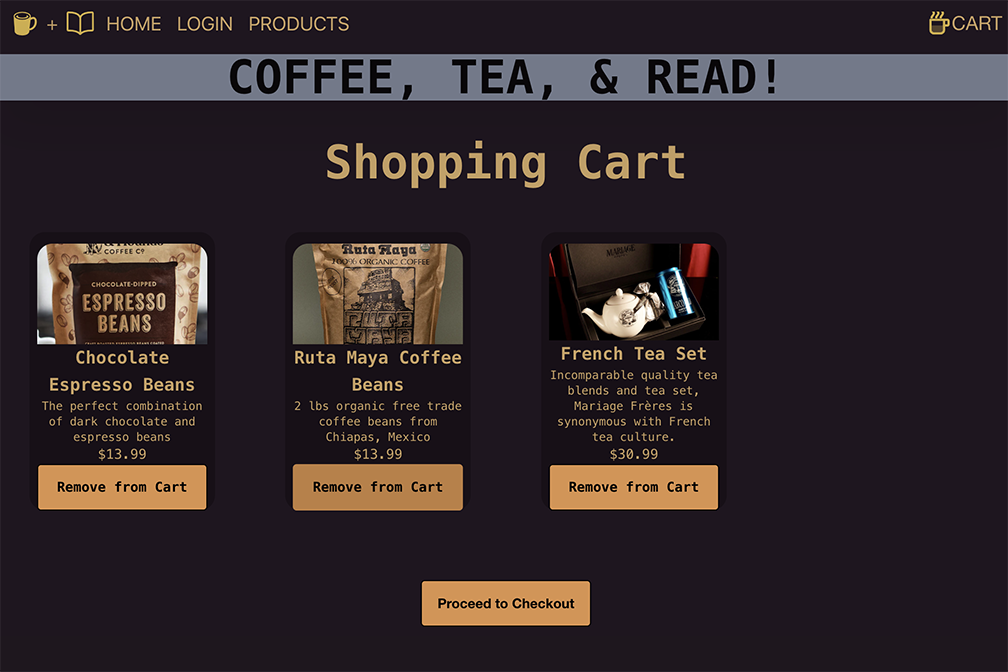 + HOME LOGIN PRODUCTS CART
COFFEE, TEA, & READ!
Shopping Cart
COFFEE Cº
CHOCOLATE-DIPPED
ESPRESSO
BEANS
Chocolate
Espresso Beans
The perfect combination
of dark chocolate and
espresso beans
$13.99
Remove from Cart
Ruta Maya
100% ORGANIC COFFEE
RUTA
MAYA
Ruta Maya Coffee
Beans
2 lbs organic free trade
coffee beans from
Chiapas, Mexico
$13.99
Remove from Cart
MARIAGE
French Tea Set
Incomparable quality tea
blends and tea set,
Mariage Frères is
synonymous with French
tea culture.
$30.99
Remove from Cart
Proceed to Checkout